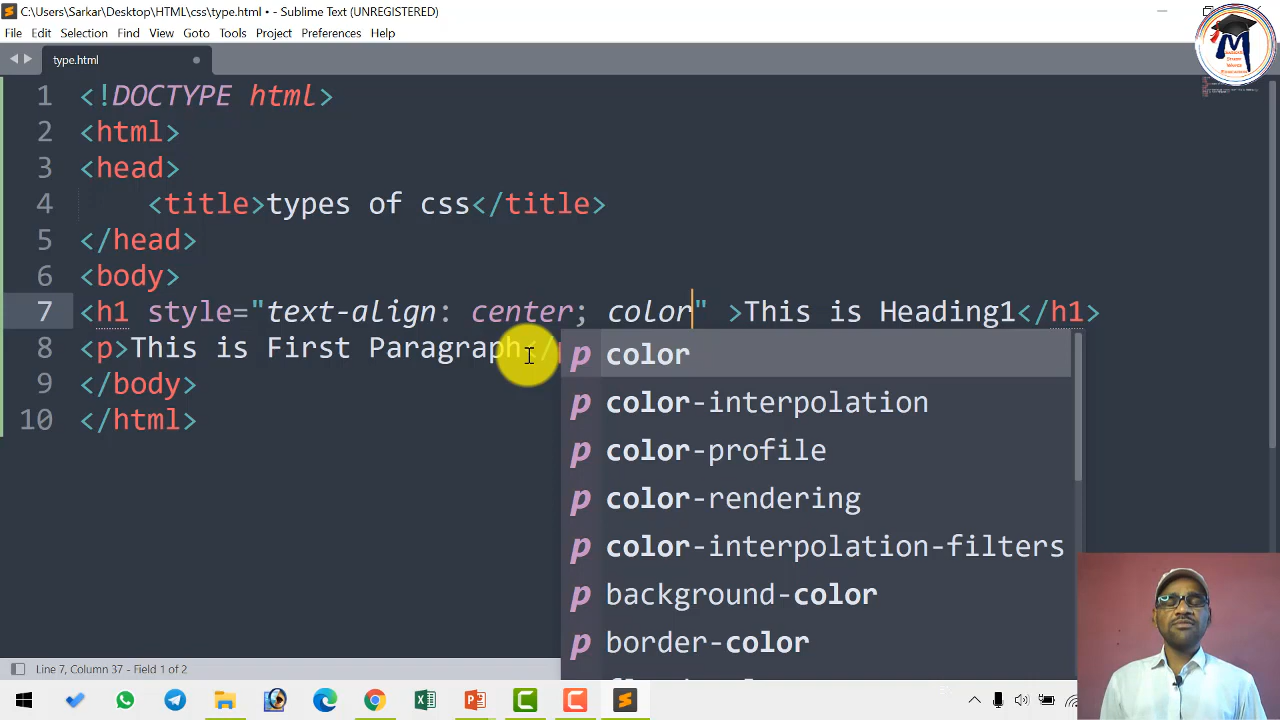 C:\Users\Sarkar\Desktop\HTML\css\type.html • - Sublime Text (UNREGISTERED)
File Edit Selection Find View Goto Tools Project Preferences Help
type.html
1 <!DOCTYPE html>
2 <html>
3 <head>
4 <title>types of css</title>
5 </head>
6 <body>
7 <h1 style="text-align: center; color" >This is Heading1</h1>
8 <p>This is First Paragraph</
9 </body>
10 </html>
p color
p color-interpolation
p color-profile
p color-rendering
p color-interpolation-filters
p background-color
p border-color
Line 7, Column 37 - Field 1 of 2